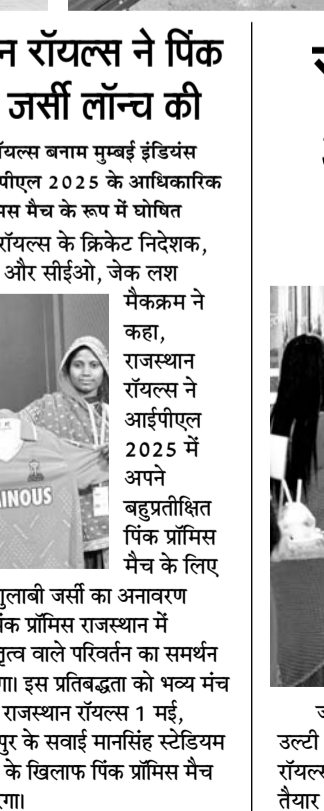 न रॉयल्स ने पिंक
जर्सी लॉन्च की
रॉयल्स बनाम मुम्बई इंडियंस
पीएल 2025 के आधिकारिक
मैच के रूप में घोषित
रॉयल्स के क्रिकेट निदेशक,
और सीईओ, जेक लश
मैकक्रम ने
कहा,
राजस्थान
रॉयल्स ने
आईपीएल
2025 में
अपने
बहुप्रतीक्षित
पिंक प्रॉमिस
मैच के लिए
MINOUS
गुलाबी जर्सी का अनावरण
पिंक प्रॉमिस राजस्थान में
तृत्व वाले परिवर्तन का समर्थन
गा। इस प्रतिबद्धता को भव्य मंच
राजस्थान रॉयल्स 1 मई,
पुर के सवाई मानसिंह स्टेडियम
के खिलाफ पिंक प्रॉमिस मैच
गा।
उल्टी
रॉयल्स
तैयार